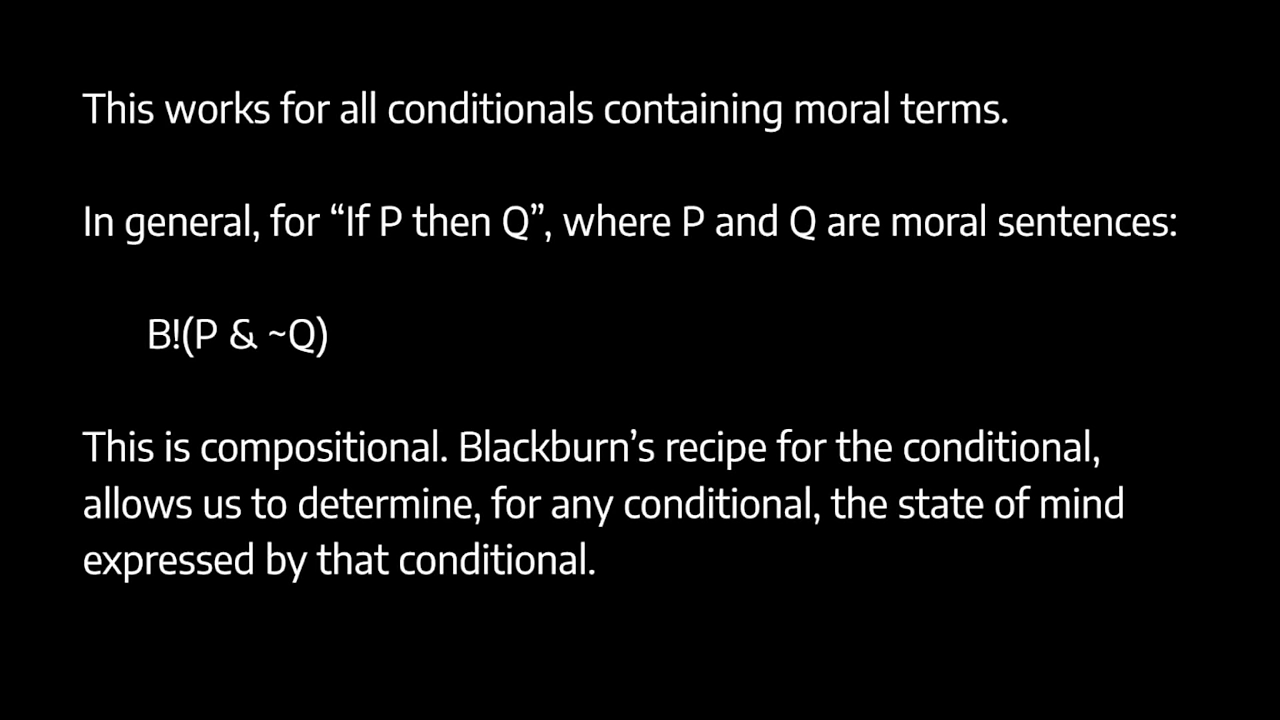 This works for all conditionals containing moral terms.
In general, for “If P then Q”, where P and Q are moral sentences:
B!(P & ~Q)
This is compositional. Blackburn’s recipe for the conditional,
allows us to determine, for any conditional, the state of mind
expressed by that conditional.